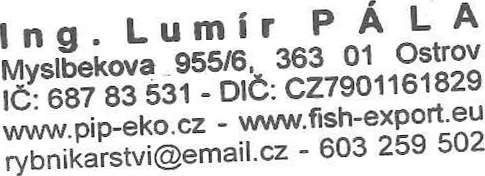 Ing. Lumír PÁLA
Myslbekova 955/6, 363 01 Ostrov
IČ: 687 83 531 - DIČ: CZ7901161829
www.pip-eko.cz - www.fish-export.eu
rybnikarstvi@email.cz - 603 259 502